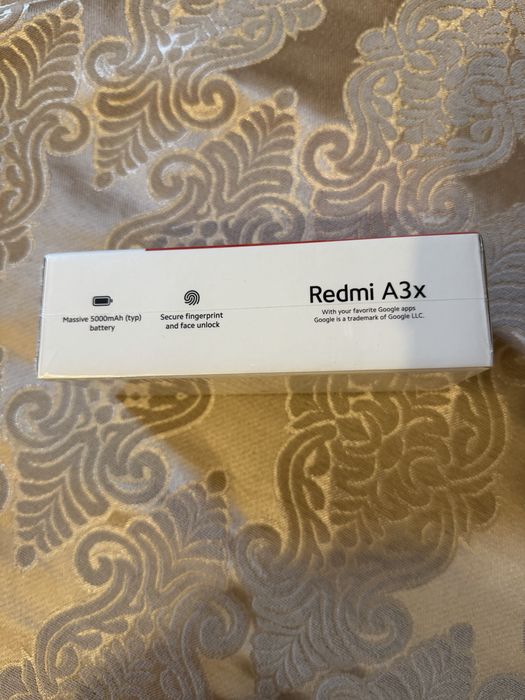 Massive 5000mAh (typ)
battery
Secure fingerprint
and face unlock
Redmi A3x
With your favorite Google apps
Google is a trademark of Google LLC.